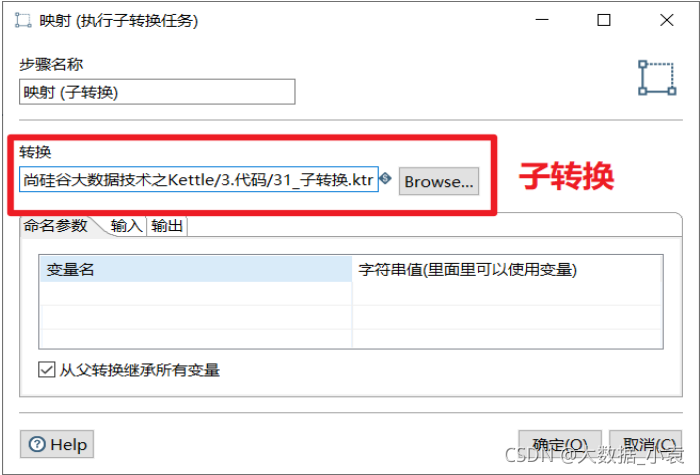 映射 (执行子转换任务)
步骤名称
映射 (子转换)
转换
尚硅谷大数据技术之Kettle/3.代码/31_子转换.ktr
Browse...
子转换
命名参数 输入 输出
变量名 字符串值(里面里可以使用变量)
从父转换继承所有变量
Help
确定(O) 取消(C)
CSDN @大数据_小袁